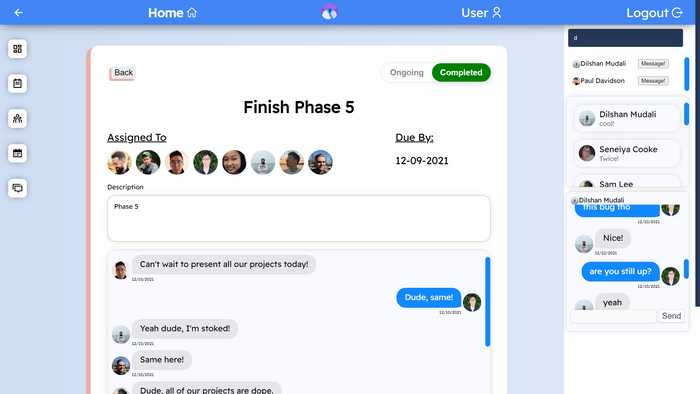 Home
User
Logout
d
Back
Ongoing
Completed
Finish Phase 5
Assigned To
Due By:
12-09-2021
Description
Phase 5
Can't wait to present all our projects today!
12/10/2021
Dude, same!
12/10/2021
Yeah dude, I'm stoked!
12/10/2021
Same here!
12/10/2021
Dude, all of our projects are dope.
Dilshan Mudali
Message!
Paul Davidson
Message!
Dilshan Mudali
cool!
Seneiya Cooke
Twice!
Sam Lee
Dilshan Mudali
this bug tho
12/10/2021
Nice!
12/12/2021
are you still up?
12/10/2021
yeah
Send